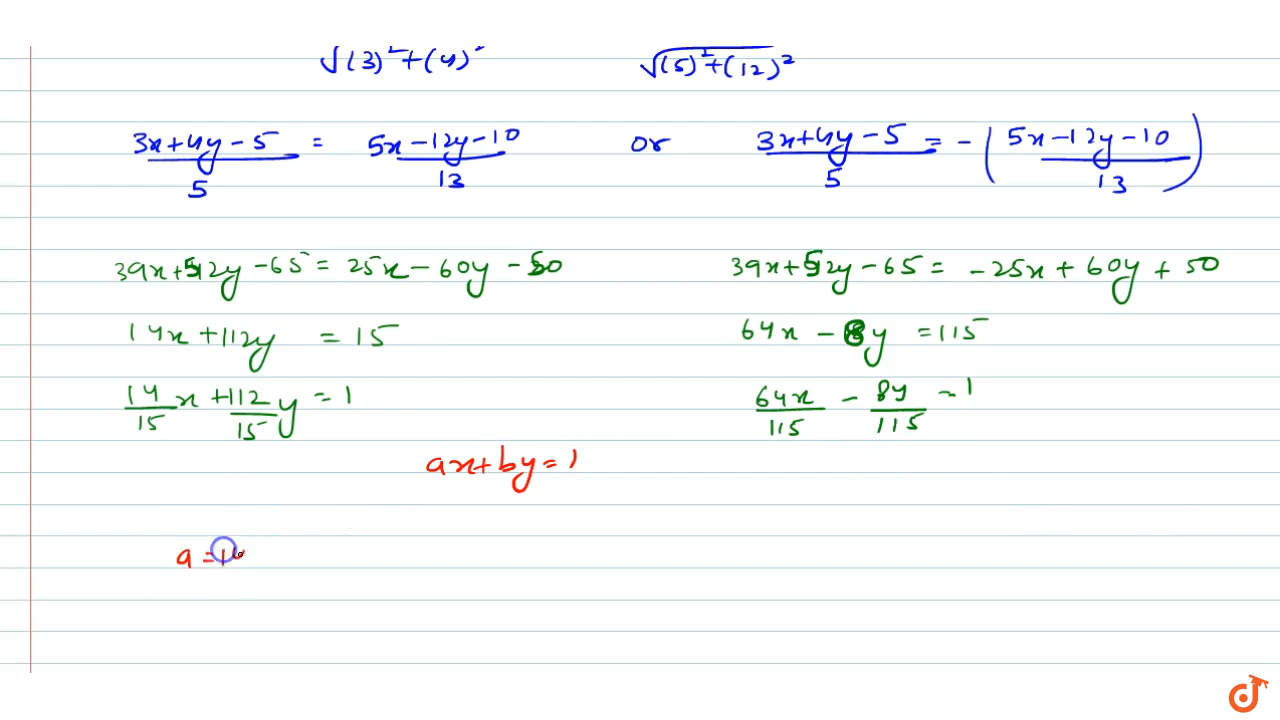 √(3)²+(4)² √(5)²+(12)²
3x+4y-5/5 = 5x-12y-10/13 or 3x+4y-5/5 = -(5x-12y-10/13)
39x+52y-65 = 25x-60y-50 39x+52y-65 = -25x+60y+50
14x+112y = 15 64x-8y = 115
14/15 x + 112/15 y = 1 64x/115 - 8y/115 = 1
ax+by=1
a = 14